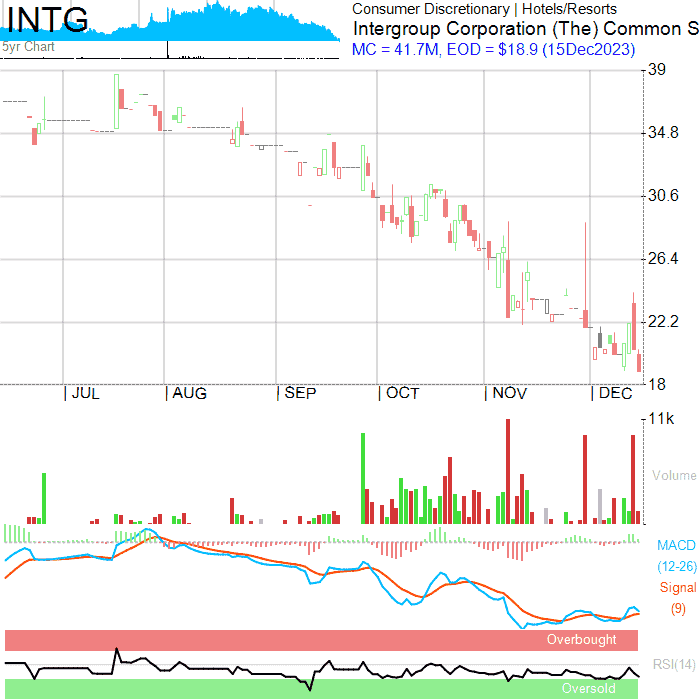 INTG
5yr Chart
Consumer Discretionary | Hotels/Resorts
Intergroup Corporation (The) Common S
MC = 41.7M, EOD = $18.9 (15Dec2023)
39
34.8
30.6
26.4
22.2
18
| JUL | AUG | SEP | OCT | NOV | DEC
11k
Volume
MACD
(12-26)
Signal
(9)
Overbought
RSI(14)
Oversold